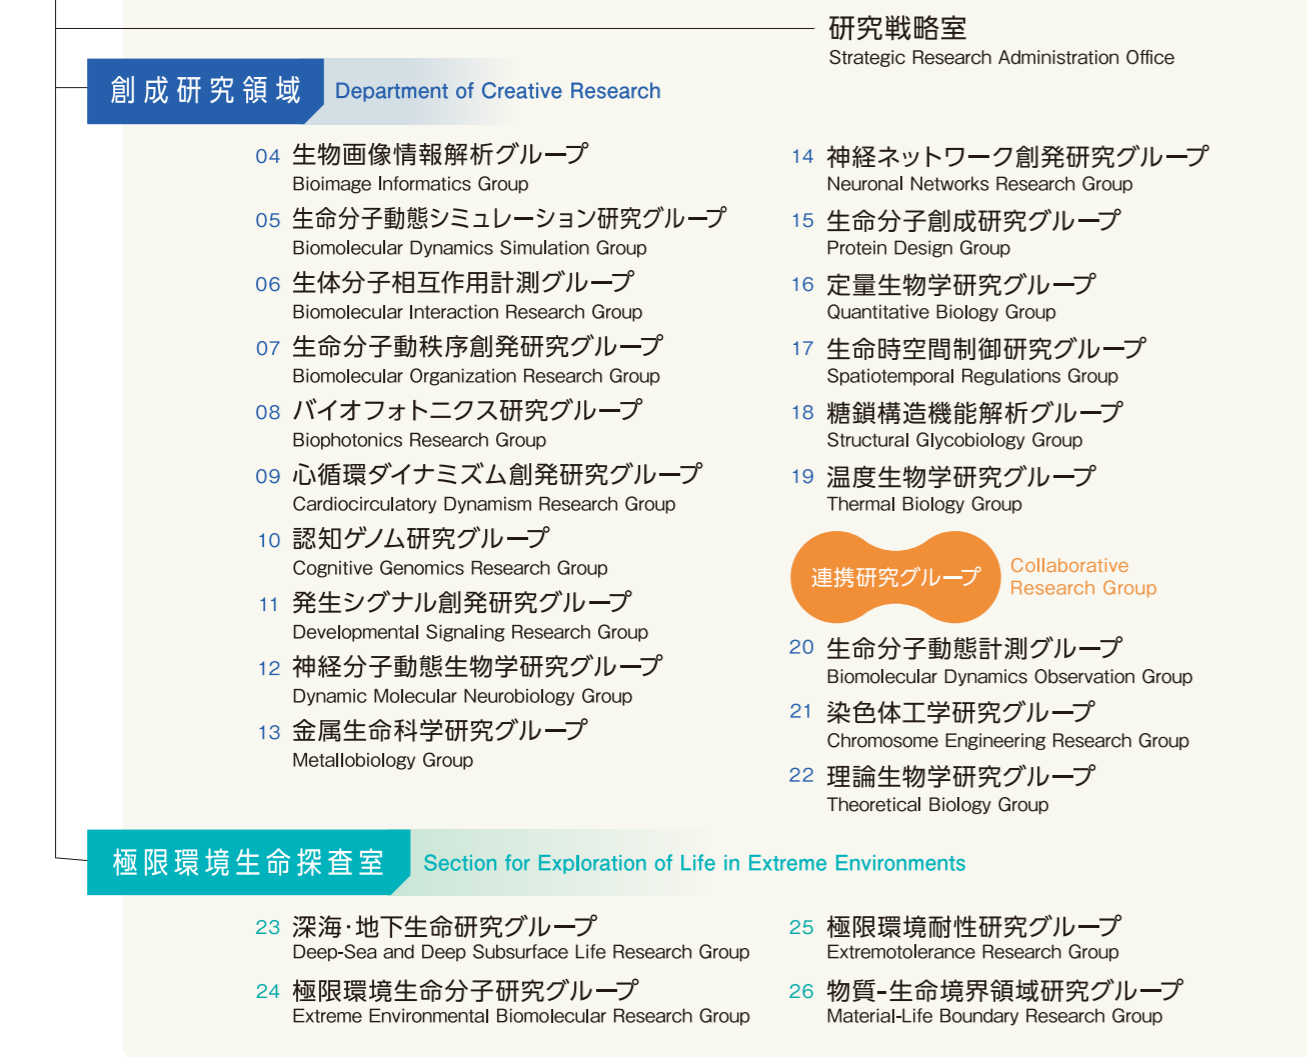 研究戦略室
Strategic Research Administration Office
創成研究領域
Department of Creative Research
04 生物画像情報解析グループ
Bioimage Informatics Group
05 生命分子動態シミュレーション研究グループ
Biomolecular Dynamics Simulation Group
06 生体分子相互作用計測グループ
Biomolecular Interaction Research Group
07 生命分子動秩序創発研究グループ
Biomolecular Organization Research Group
08 バイオフォトニクス研究グループ
Biophotonics Research Group
09 心循環ダイナミズム創発研究グループ
Cardiocirculatory Dynamism Research Group
10 認知ゲノム研究グループ
Cognitive Genomics Research Group
11 発生シグナル創発研究グループ
Developmental Signaling Research Group
12 神経分子動態生物学研究グループ
Dynamic Molecular Neurobiology Group
13 金属生命科学研究グループ
Metallobiology Group
14 神経ネットワーク創発研究グループ
Neuronal Networks Research Group
15 生命分子創成研究グループ
Protein Design Group
16 定量生物学研究グループ
Quantitative Biology Group
17 生命時空間制御研究グループ
Spatiotemporal Regulations Group
18 糖鎖構造機能解析グループ
Structural Glycobiology Group
19 温度生物学研究グループ
Thermal Biology Group
連携研究グループ
Collaborative
Research Group
20 生命分子動態計測グループ
Biomolecular Dynamics Observation Group
21 染色体工学研究グループ
Chromosome Engineering Research Group
22 理論生物学研究グループ
Theoretical Biology Group
極限環境生命探査室
Section for Exploration of Life in Extreme Environments
23 深海・地下生命研究グループ
Deep-Sea and Deep Subsurface Life Research Group
24 極限環境生命分子研究グループ
Extreme Environmental Biomolecular Research Group
25 極限環境耐性研究グループ
Extremotolerance Research Group
26 物質-生命境界領域研究グループ
Material-Life Boundary Research Group